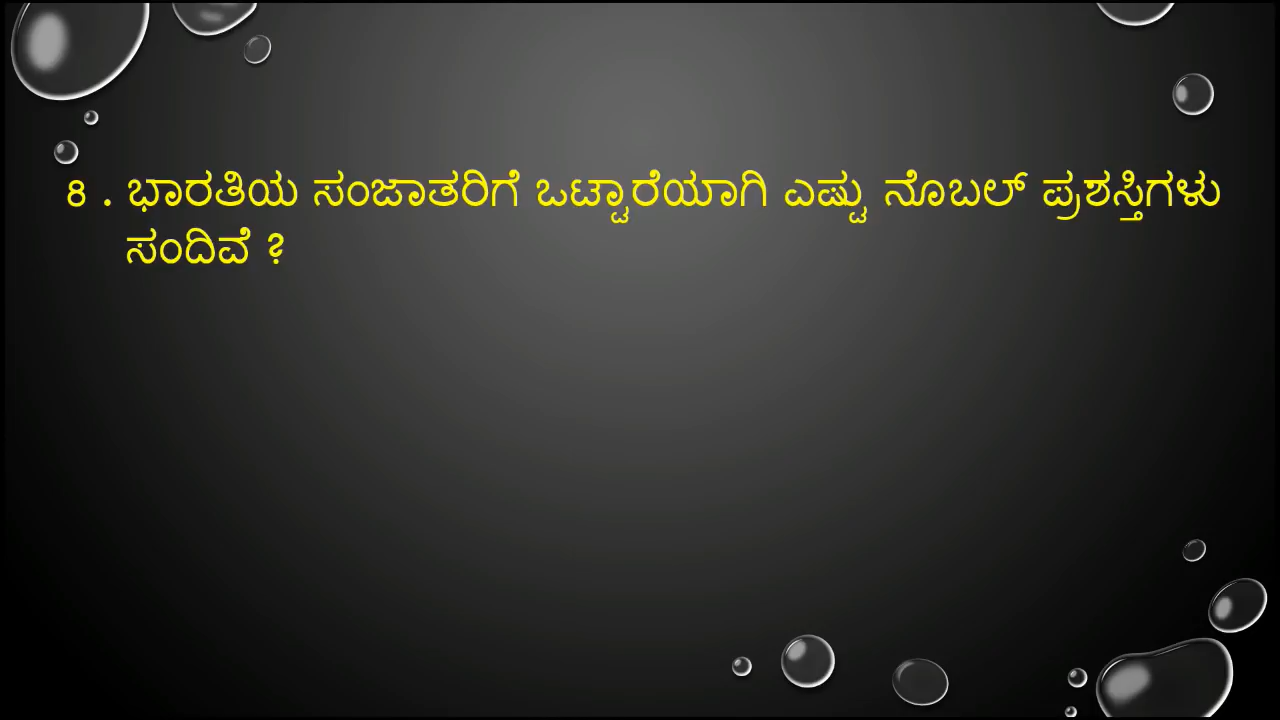 8 . ಭಾರತಿಯ ಸಂಜಾತರಿಗೆ ಒಟ್ಟಾರೆಯಾಗಿ ಎಷ್ಟು ನೊಬಲ್ ಪ್ರಶಸ್ತಿಗಳು
ಸಂದಿವೆ ?